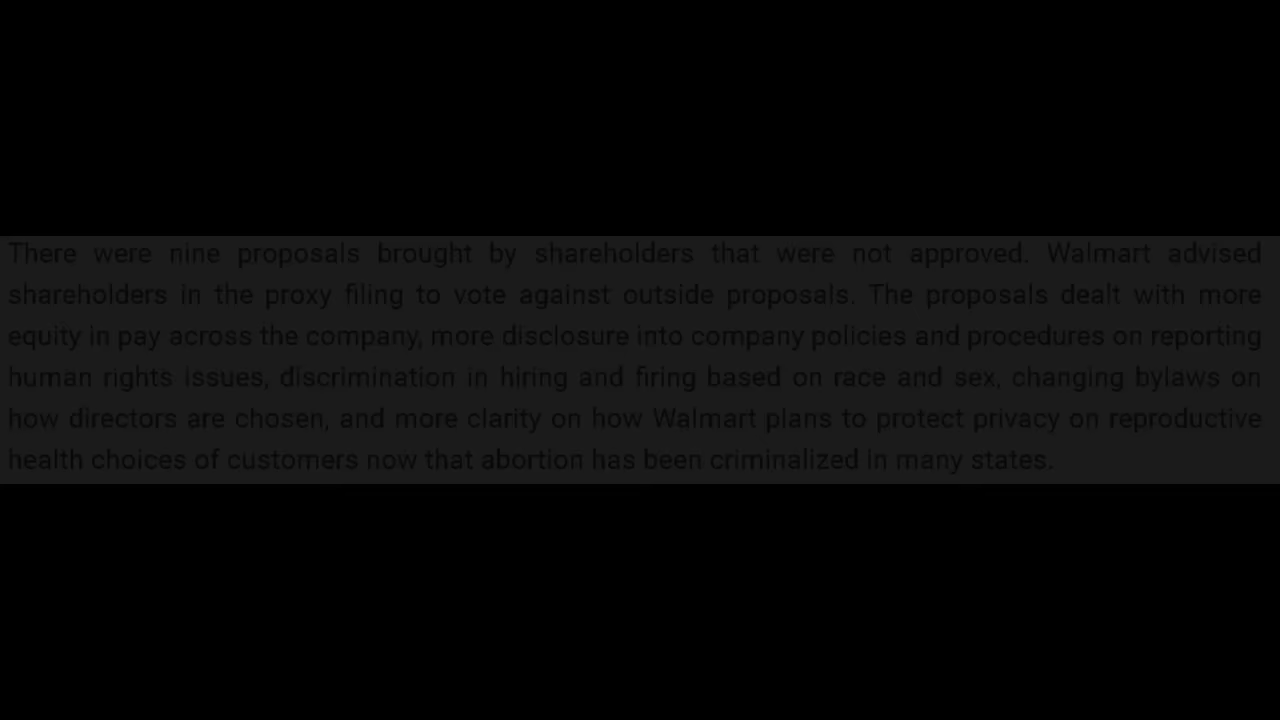 There were nine proposals brought by shareholders that were not approved. Walmart advised
shareholders in the proxy filing to vote against outside proposals. The proposals dealt with more
equity in pay across the company, more disclosure into company policies and procedures on reporting
human rights issues, discrimination in hiring and firing based on race and sex, changing bylaws on
how directors are chosen, and more clarity on how Walmart plans to protect privacy on reproductive
health choices of customers now that abortion has been criminalized in many states.